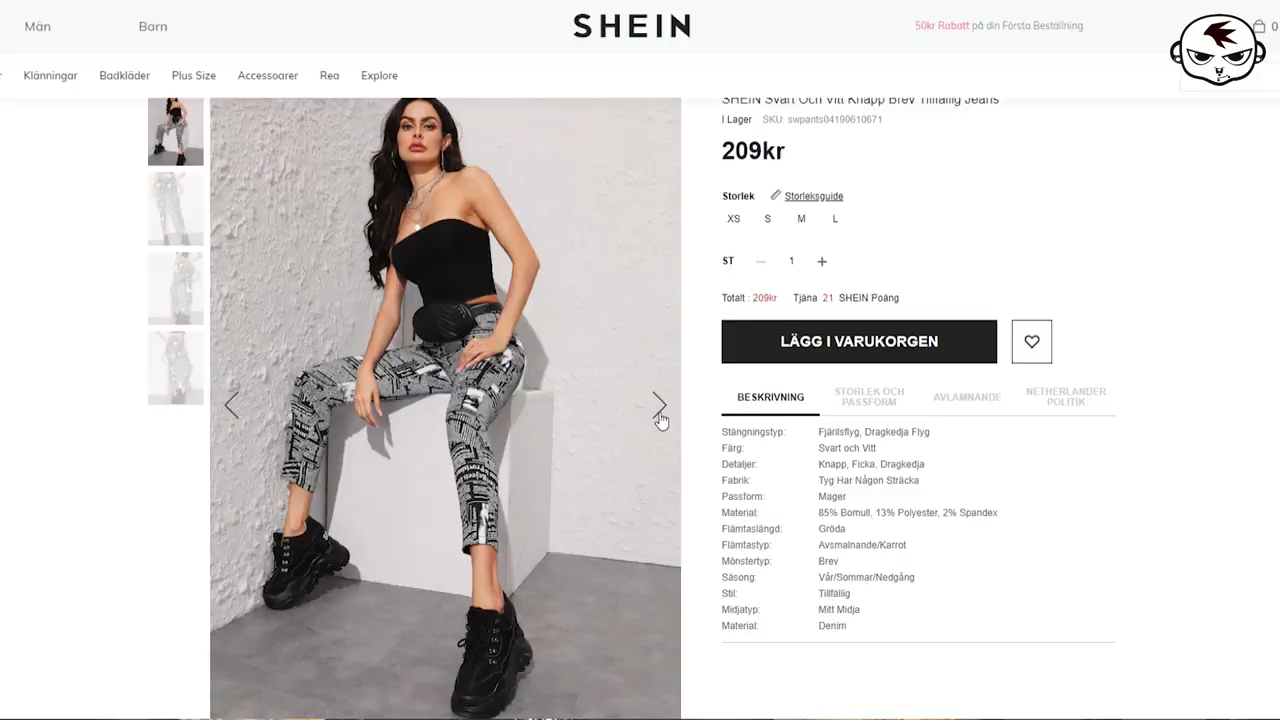 Män
Barn
SHEIN
50kr Rabatt på din Första Beställning
0
Klänningar
Badkläder
Plus Size
Accessoarer
Rea
Explore
SHEIN Svart Och Vitt Knapp Brev Tillfällig Jeans
I Lager SKU: swpants04190610671
209kr
Storlek Storleksguide
XS S M L
ST 1 +
Totalt : 209kr Tjäna 21 SHEIN Poäng
LÄGG I VARUKORGEN
BESKRIVNING
STORLEK OCH
PASSFORM
AVLÄMNANDE
NETHERLANDER
POLITIK
Stängningstyp: Fjärilsflyg, Dragkedja Flyg
Färg: Svart och Vitt
Detaljer: Knapp, Ficka, Dragkedja
Fabrik: Tyg Har Någon Sträcka
Passform: Mager
Material: 85% Bomull, 13% Polyester, 2% Spandex
Flämtaslängd: Gröda
Flämtastyp: Avsmalnande/Karrot
Mönstertyp: Brev
Säsong: Vår/Sommar/Nedgång
Stil: Tillfällig
Midjatyp: Mitt Midja
Material: Denim